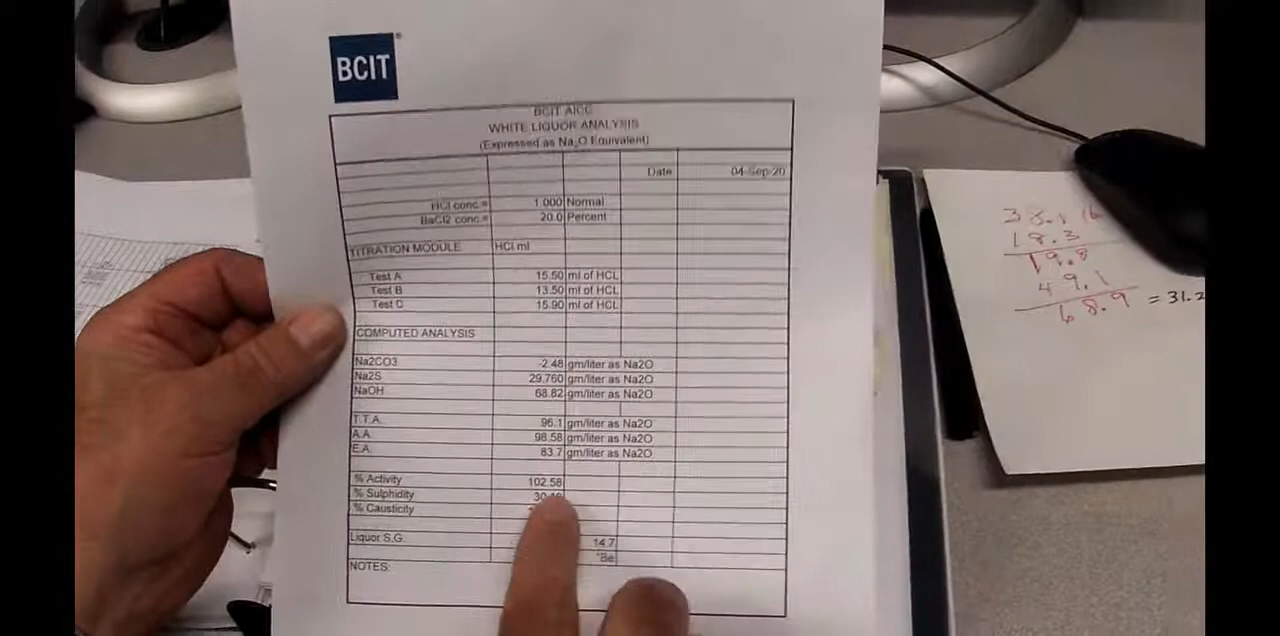 BCIT
BCIT AICC
WHITE LIQUOR ANALYSIS
(Expressed as Na2O Equivalent)
Date 04-Sep-20
HCl conc.= 1.000 Normal
BaCl2 conc.= 20.0 Percent
TITRATION MODULE HCl ml
Test A 15.50 ml of HCL
Test B 13.50 ml of HCL
Test C 15.90 ml of HCL
COMPUTED ANALYSIS
Na2CO3 -2.48 gm/liter as Na2O
Na2S 29.760 gm/liter as Na2O
NaOH 68.82 gm/liter as Na2O
T.T.A. 96.1 gm/liter as Na2O
A.A. 98.58 gm/liter as Na2O
E.A. 83.7 gm/liter as Na2O
% Activity 102.58
% Sulphidity
% Causticity
Liquor S.G. 14.7
°Be
NOTES:
18.3
19.8
49.1
68.9 = 31.2